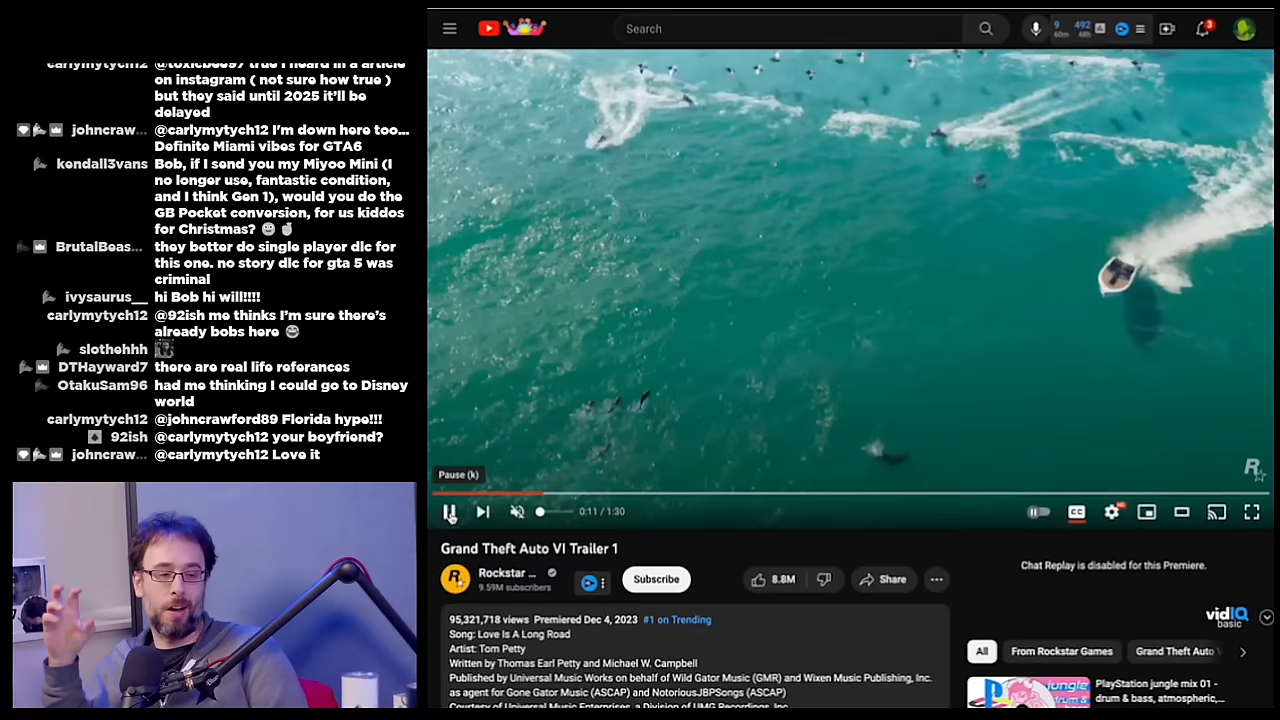 carlymytych12 @toxicbee97 true I heard in a article
on instagram ( not sure how true )
but they said until 2025 it'll be
delayed
johncraw... @carlymytych12 I'm down here too...
Definite Miami vibes for GTA6
kendall3vans Bob, if I send you my Miyoo Mini (I
no longer use, fantastic condition,
and I think Gen 1), would you do the
GB Pocket conversion, for us kiddos
for Christmas?
BrutalBeas... they better do single player dlc for
this one. no story dlc for gta 5 was
criminal
ivysaurus__ hi Bob hi will!!!!
carlymytych12 @92ish me thinks I'm sure there's
already bobs here
slothehhh
DTHayward7 there are real life referances
OtakuSam96 had me thinking I could go to Disney
world
carlymytych12 @johncrawford89 Florida hype!!!
92ish @carlymytych12 your boyfriend?
johncraw... @carlymytych12 Love it
Search
9 60m 492 48h
3
Pause (k)
0:11 / 1:30
CC
Grand Theft Auto VI Trailer 1
Rockstar ...
9.59M subscribers
Subscribe
8.8M
Share
95,321,718 views Premiered Dec 4, 2023 #1 on Trending
Song: Love Is A Long Road
Artist: Tom Petty
Written by Thomas Earl Petty and Michael W. Campbell
Published by Universal Music Works on behalf of Wild Gator Music (GMR) and Wixen Music Publishing, Inc.
as agent for Gone Gator Music (ASCAP) and NotoriousJBPSongs (ASCAP)
Courtesy of Universal Music Enterprises, a Division of UMG Recordings, Inc.
Chat Replay is disabled for this Premiere.
vidIQ
basic
All From Rockstar Games Grand Theft Auto
PlayStation jungle mix 01 -
drum & bass, atmospheric,...
jungle